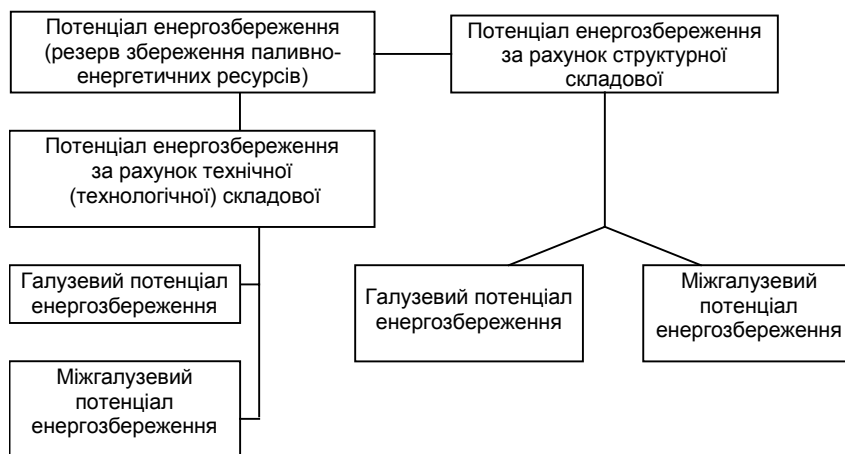 Потенціал енергозбереження
(резерв збереження паливно-
енергетичних ресурсів)
Потенціал енергозбереження
за рахунок структурної
складової
Потенціал енергозбереження
за рахунок технічної
(технологічної) складової
Галузевий потенціал
енергозбереження
Міжгалузевий
потенціал
енергозбереження
Галузевий потенціал
енергозбереження
Міжгалузевий
потенціал
енергозбереження